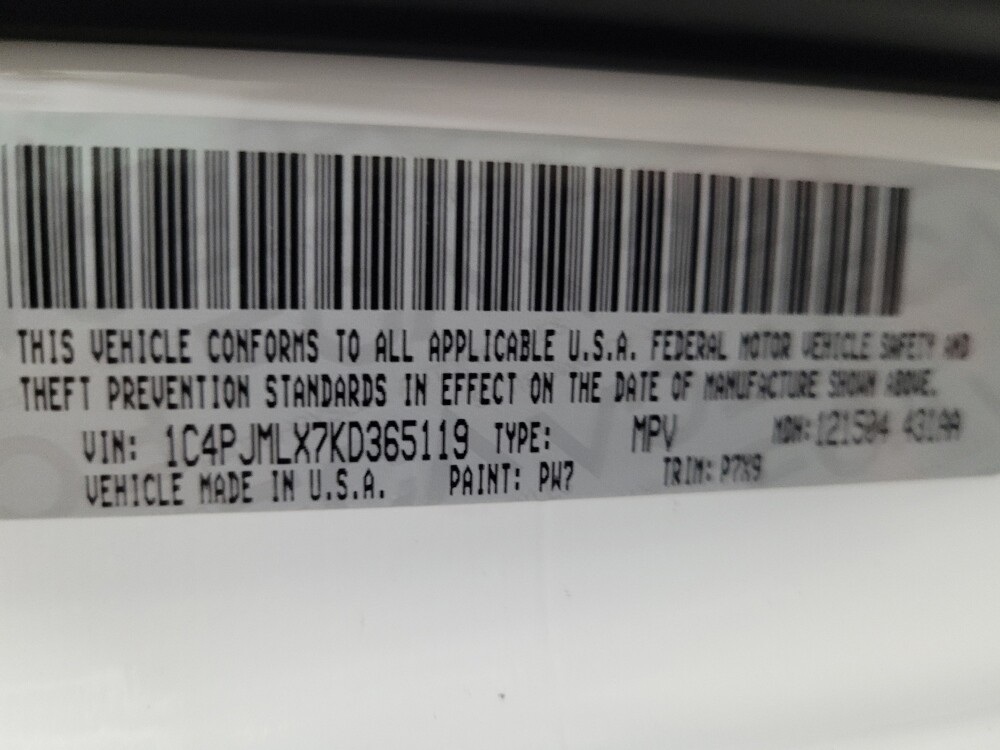 THIS VEHICLE CONFORMS TO ALL APPLICABLE U.S.A. FEDERAL MOTOR VEHICLE SAFETY AND
THEFT PREVENTION STANDARDS IN EFFECT ON THE DATE OF MANUFACTURE SHOWN ABOVE.
VIN: 1C4PJMLX7KD365119 TYPE: MPV MDH: 121504 431AA
VEHICLE MADE IN U.S.A. PAINT: PW7 TRIM: P7X9